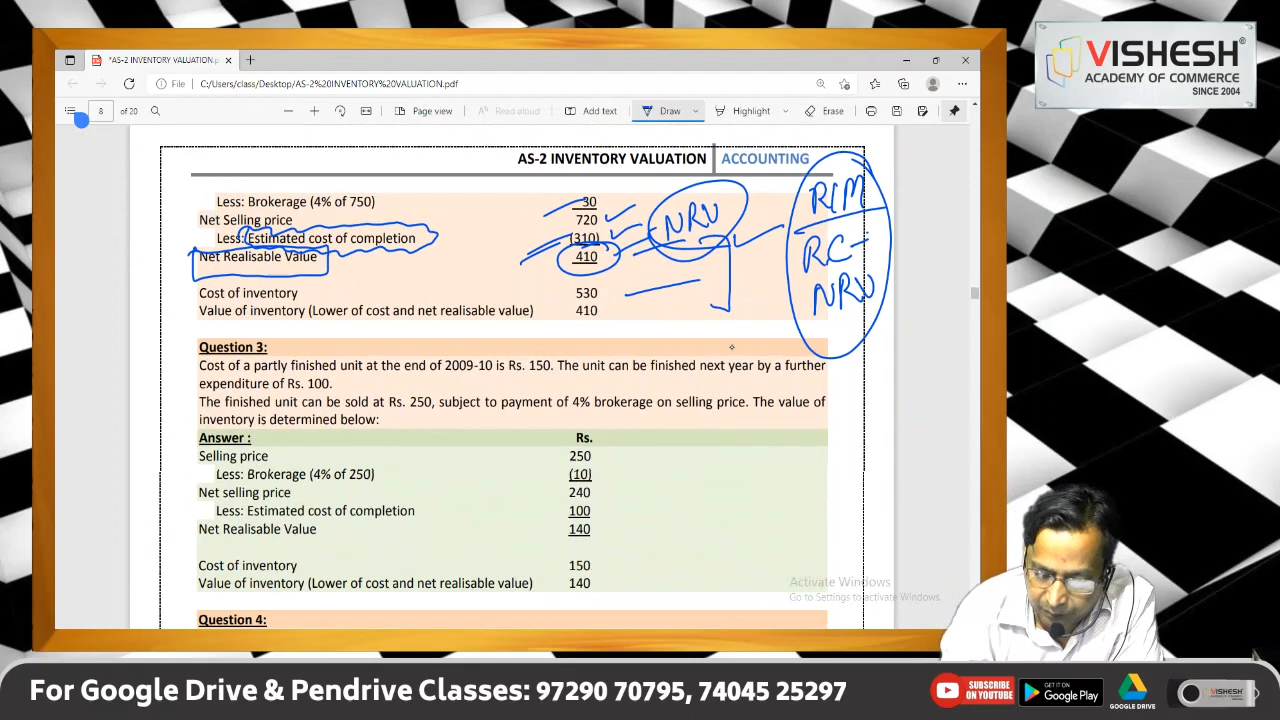 VISHESH®
ACADEMY OF COMMERCE
SINCE 2004
*AS-2 INVENTORY VALUATION.p
File
C:/Users/class/Desktop/AS-2%20INVENTORY%20VALUATION.pdf
8 of 20
Page view
Read aloud
Add text
Draw
Highlight
Erase
AS-2 INVENTORY VALUATION ACCOUNTING
Less: Brokerage (4% of 750) 30
Net Selling price 720
Less: Estimated cost of completion (310)
Net Realisable Value 410
NRV
R/M
RC
NRV
Cost of inventory 530
Value of inventory (Lower of cost and net realisable value) 410
Question 3:
Cost of a partly finished unit at the end of 2009-10 is Rs. 150. The unit can be finished next year by a further
expenditure of Rs. 100.
The finished unit can be sold at Rs. 250, subject to payment of 4% brokerage on selling price. The value of
inventory is determined below:
Answer : Rs.
Selling price 250
Less: Brokerage (4% of 250) (10)
Net selling price 240
Less: Estimated cost of completion 100
Net Realisable Value 140
Cost of inventory 150
Value of inventory (Lower of cost and net realisable value) 140
Question 4:
Activate Windows
Go to Settings to activate Windows.
For Google Drive & Pendrive Classes: 97290 70795, 74045 25297
SUBSCRIBE
ON YOUTUBE
GET IT ON
Google Play
GOOGLE DRIVE
VISHESH